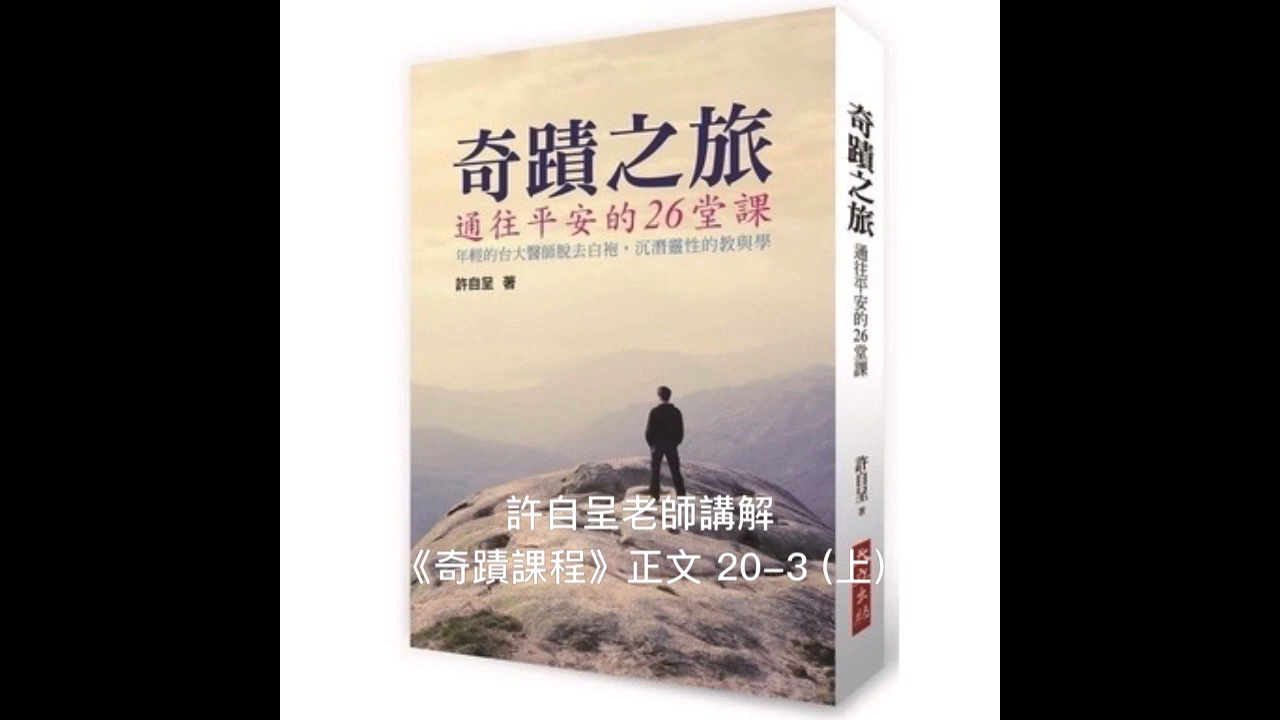 奇蹟之旅
通往平安的26堂課
年輕的台大醫師脫去白袍，沉潛靈性的教與學
許自呈 著
奇蹟之旅
通往平安的26堂課
許自呈 著
許自呈老師講解
《奇蹟課程》正文 20-3 (上)